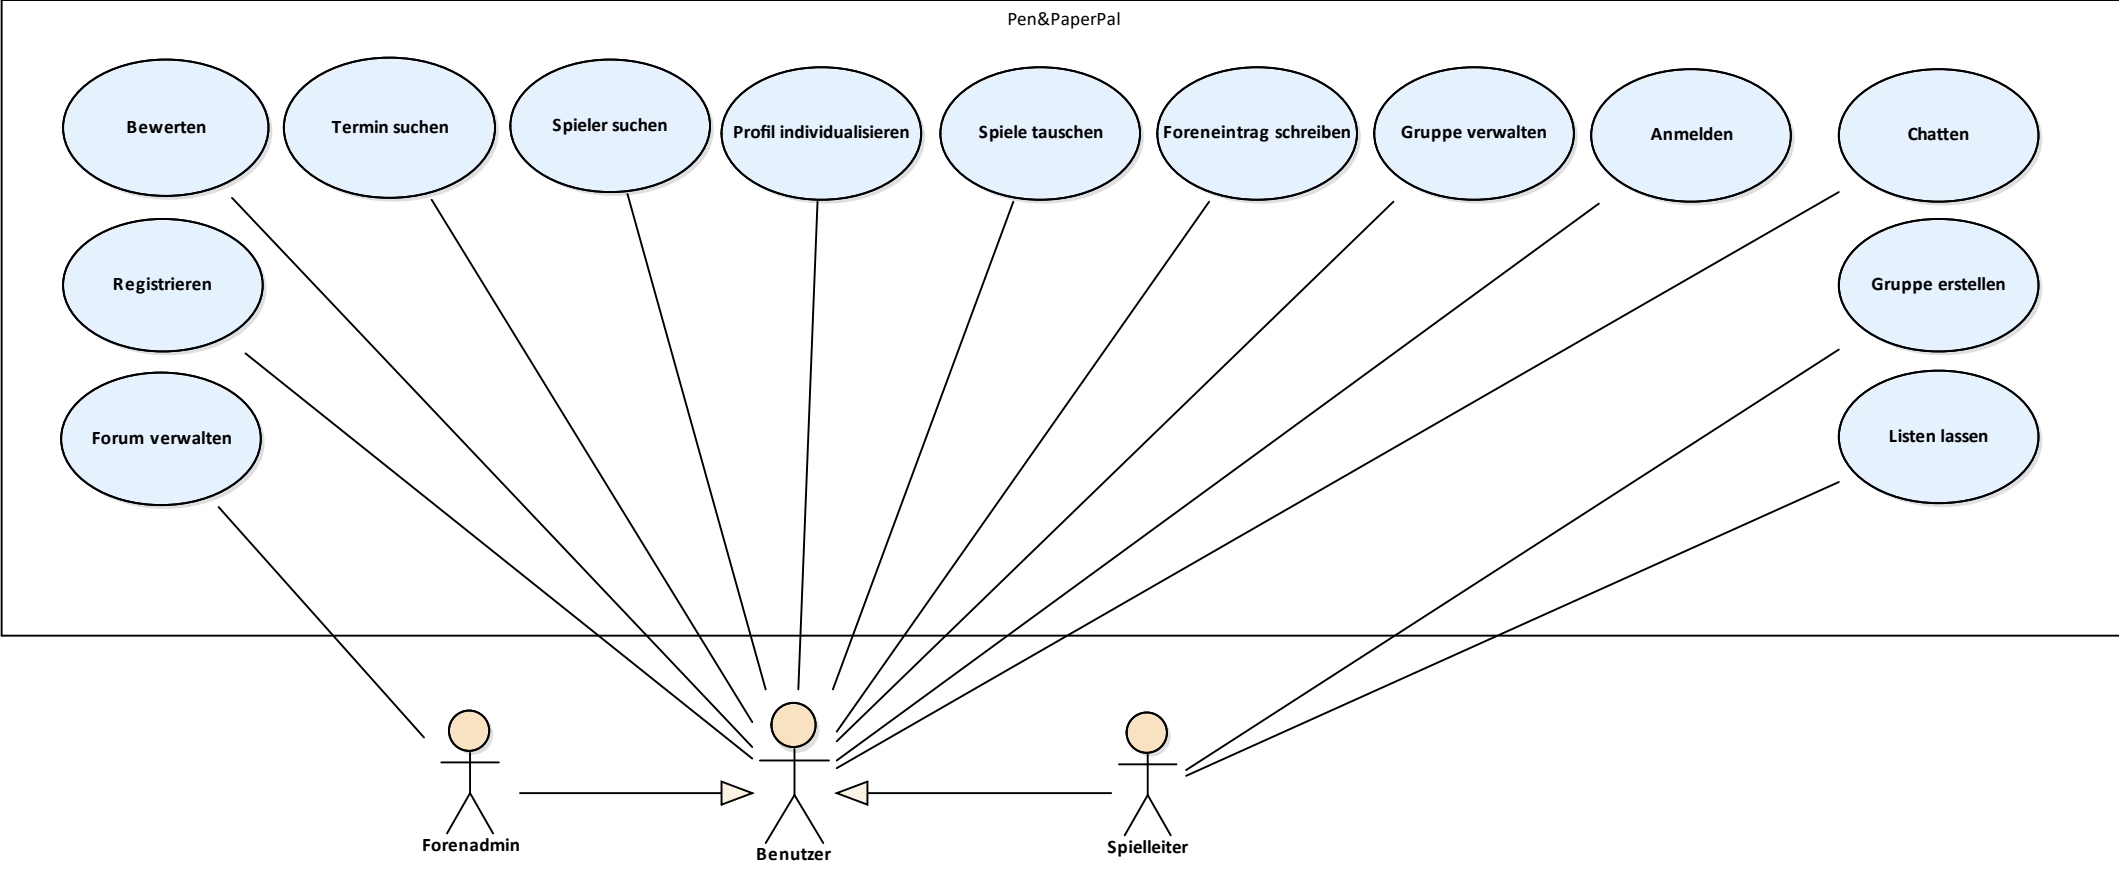 Pen&PaperPal
Bewerten
Termin suchen
Spieler suchen
Profil individualisieren
Spiele tauschen
Foreneintrag schreiben
Gruppe verwalten
Anmelden
Chatten
Registrieren
Gruppe erstellen
Forum verwalten
Listen lassen
Forenadmin
Benutzer
Spielleiter